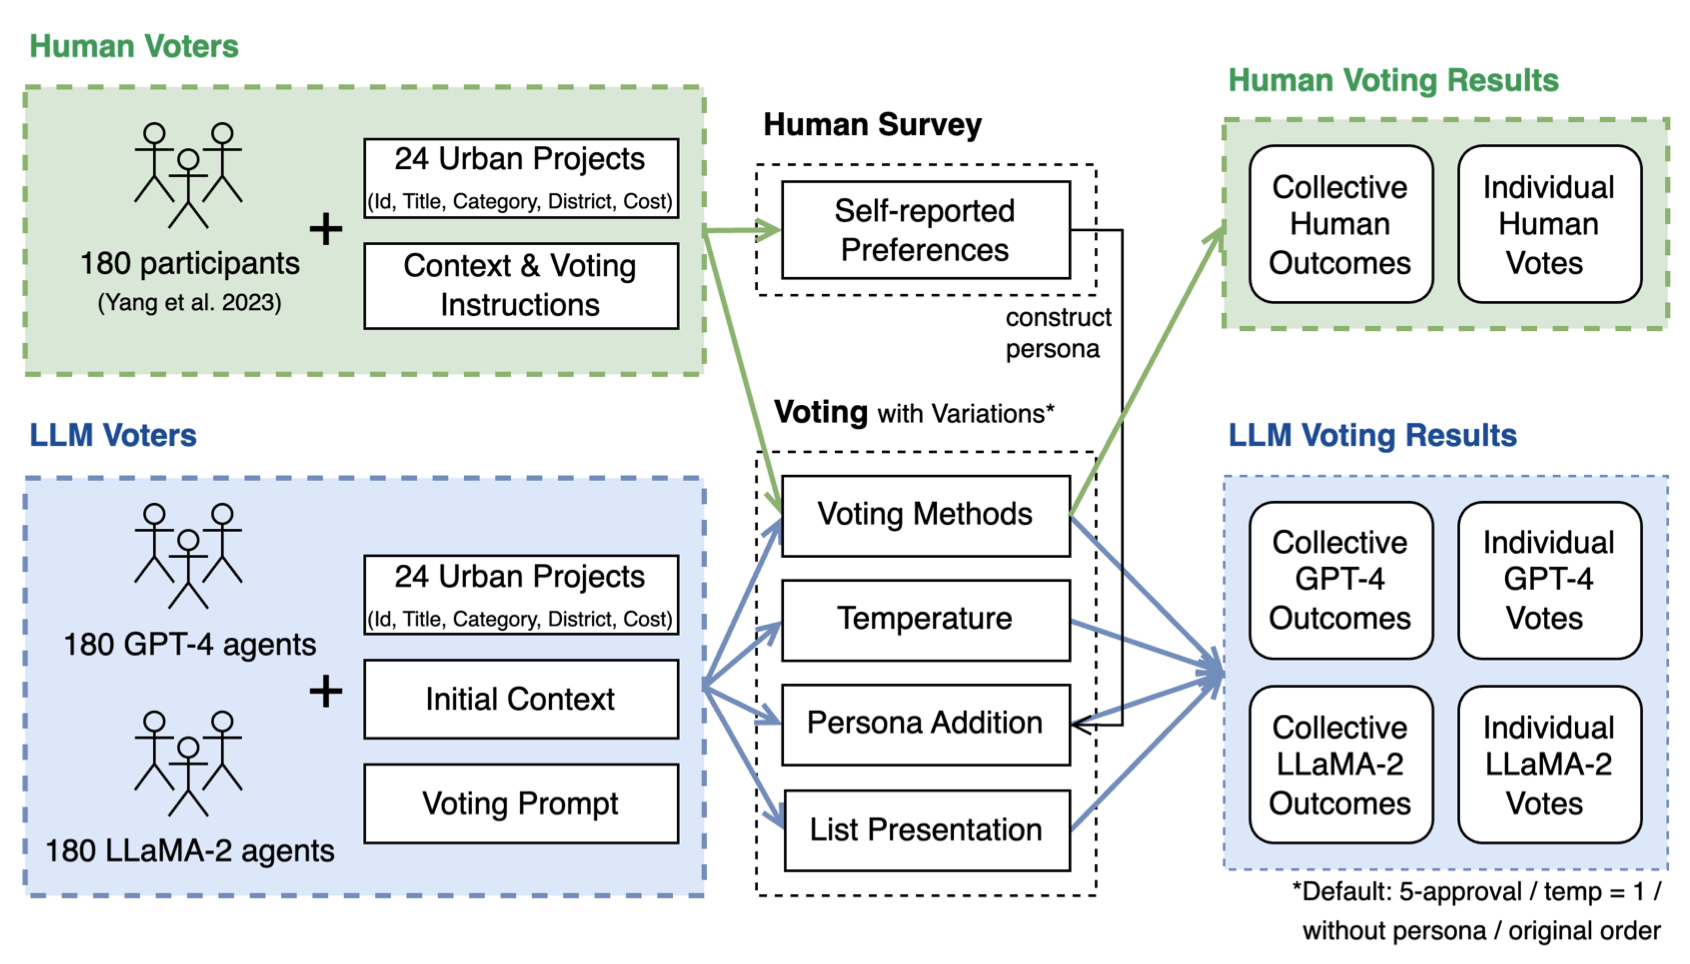 Human Voters
180 participants
(Yang et al. 2023)
+
24 Urban Projects
(Id, Title, Category, District, Cost)
Context & Voting
Instructions
Human Survey
Self-reported
Preferences
construct
persona
Human Voting Results
Collective
Human
Outcomes
Individual
Human
Votes
LLM Voters
180 GPT-4 agents
180 LLaMA-2 agents
+
24 Urban Projects
(Id, Title, Category, District, Cost)
Initial Context
Voting Prompt
Voting with Variations*
Voting Methods
Temperature
Persona Addition
List Presentation
LLM Voting Results
Collective
GPT-4
Outcomes
Individual
GPT-4
Votes
Collective
LLaMA-2
Outcomes
Individual
LLaMA-2
Votes
*Default: 5-approval / temp = 1 /
without persona / original order